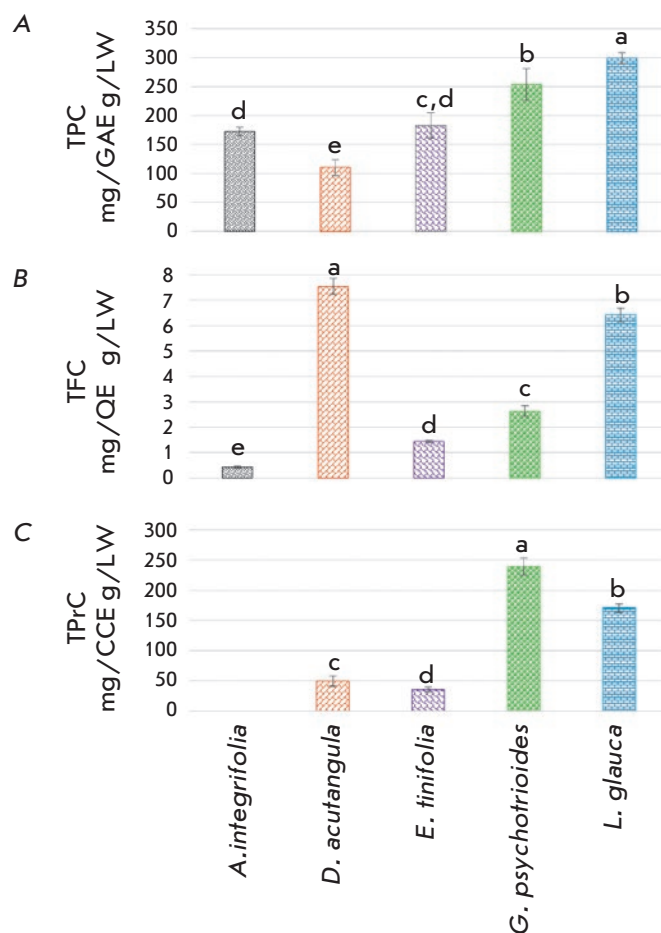 A
TPC
mg/GAE g/LW
350
300
250
200
150
100
50
0
d
e
c,d
b
a
B
TFC
mg/QE g/LW
8
7
6
5
4
3
2
1
0
e
a
d
c
b
C
TPrC
mg/CCE g/LW
300
250
200
150
100
50
0
c
d
a
b
A.integrifolia
D. acutangula
E. tinifolia
G. psychotrioides
L. glauca